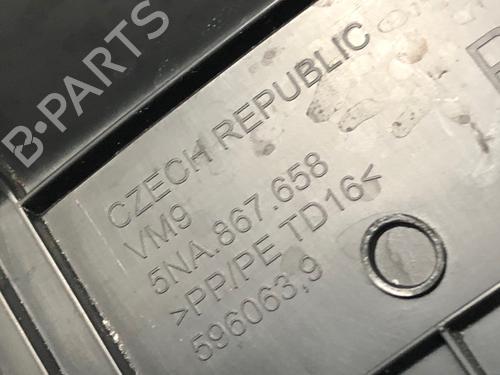 B-PARTS
CZECH REPUBLIC
VM9
5NA.867.658
>PP/PE TD16<
596063,9